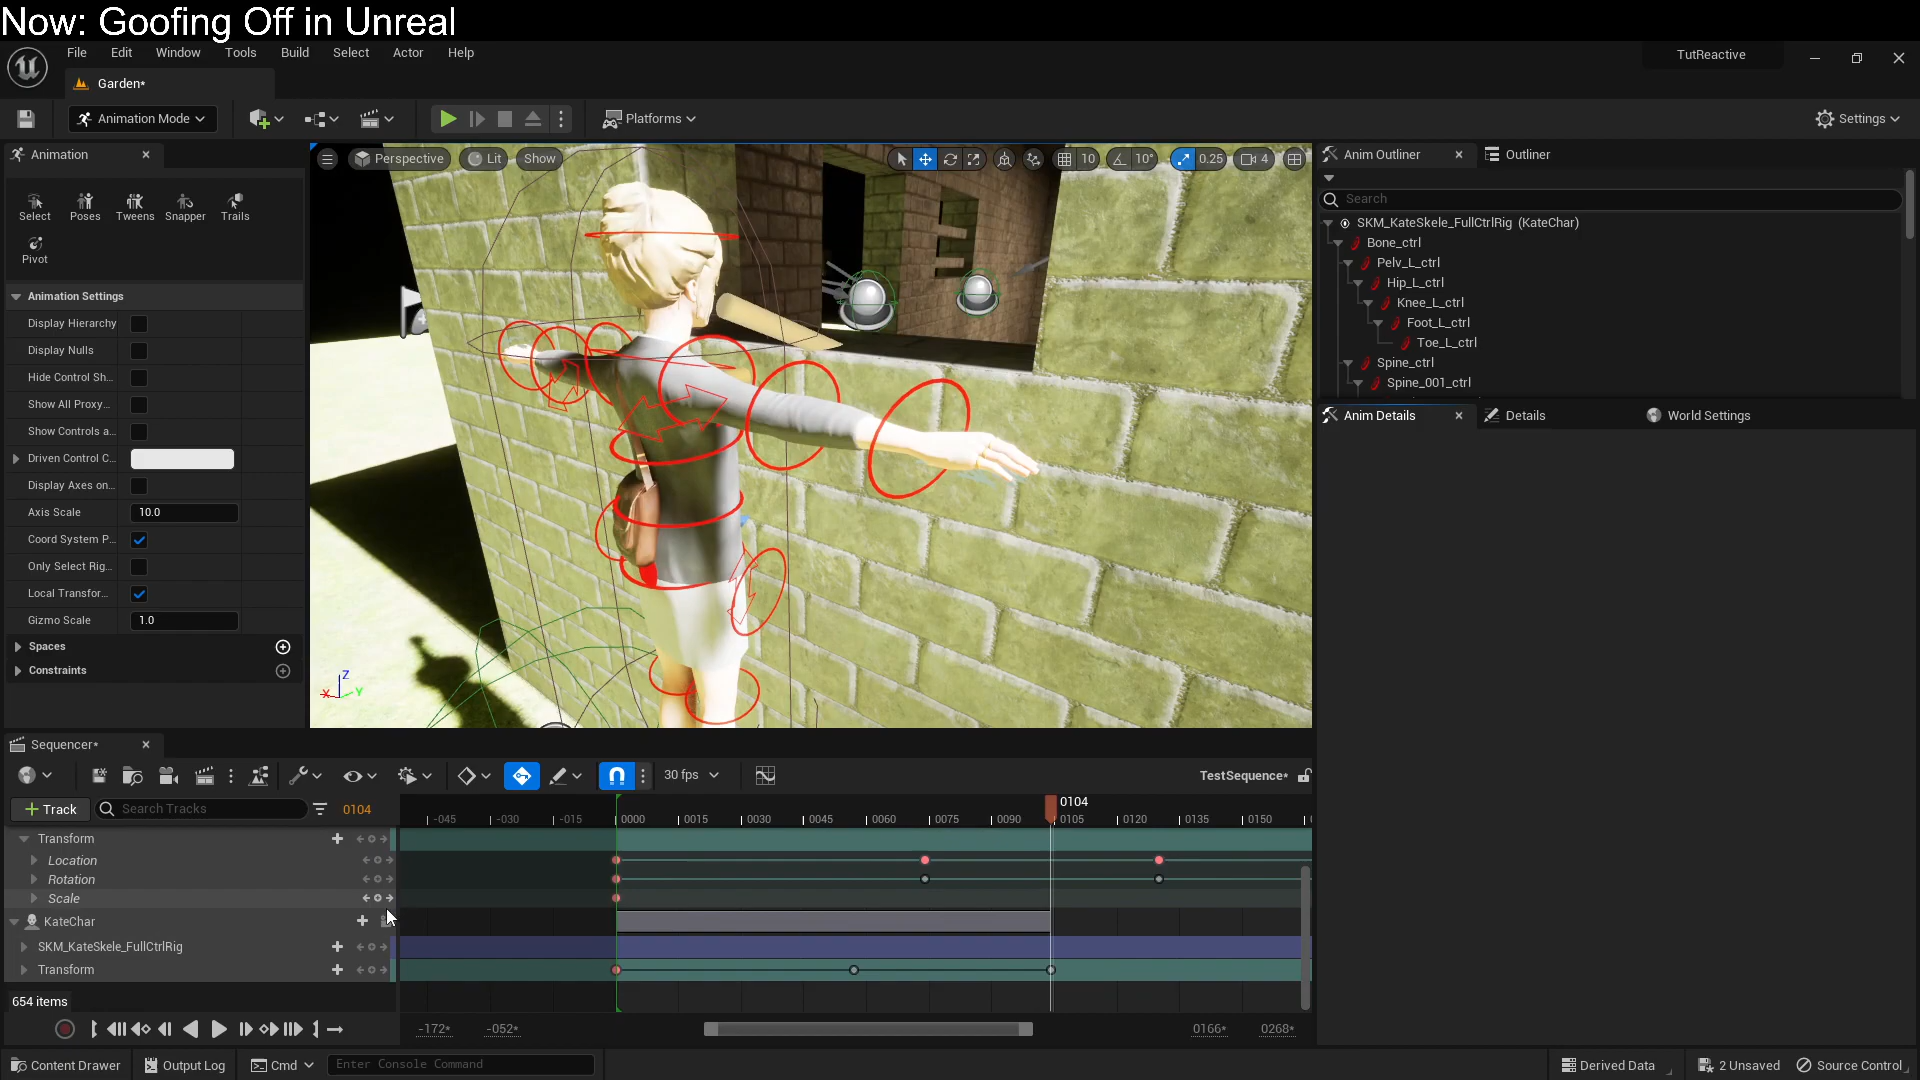 Now: Goofing Off in Unreal
File Edit Window Tools Build Select Actor Help
TutReactive
Garden*
Animation Mode
Platforms
Settings
Animation
Perspective Lit Show
10 10° 0.25 4
Anim Outliner Outliner
Search
Select Poses Tweens Snapper Trails
Pivot
SKM_KateSkele_FullCtrlRig (KateChar)
Bone_ctrl
Pelv_L_ctrl
Hip_L_ctrl
Knee_L_ctrl
Foot_L_ctrl
Toe_L_ctrl
Spine_ctrl
Spine_001_ctrl
Animation Settings
Display Hierarchy
Display Nulls
Hide Control Sh...
Show All Proxy...
Show Controls a...
Driven Control C...
Display Axes on...
Axis Scale 10.0
Coord System P...
Only Select Rig...
Local Transfor...
Gizmo Scale 1.0
Spaces
Constraints
Anim Details Details World Settings
Z
X Y
Sequencer*
30 fps
TestSequence*
Track Search Tracks 0104
0104
-045 -030 -015 0000 0015 0030 0045 0060 0075 0090 0105 0120 0135 0150
Transform
Location
Rotation
Scale
KateChar
SKM_KateSkele_FullCtrlRig
Transform
654 items
-172* -052* 0166* 0268*
Content Drawer Output Log Cmd Enter Console Command Derived Data 2 Unsaved Source Control